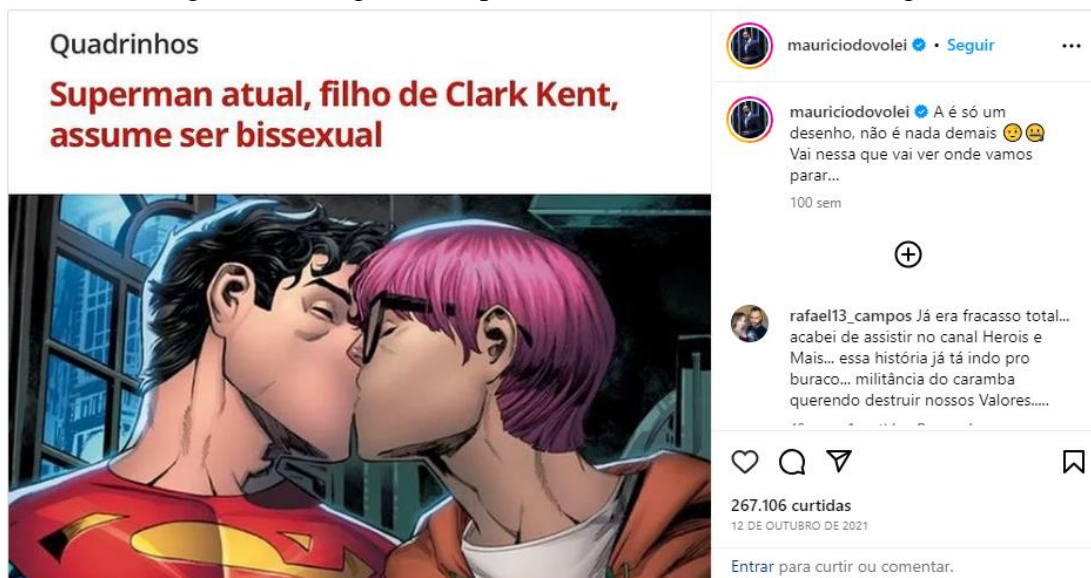 Quadrinhos
Superman atual, filho de Clark Kent,
assume ser bissexual
mauriciodovolei • Seguir
mauriciodovolei A é só um
desenho, não é nada demais
Vai nessa que vai ver onde vamos
parar...
100 sem
rafael13_campos Já era fracasso total...
acabei de assistir no canal Herois e
Mais... essa história já tá indo pro
buraco... militância do caramba
querendo destruir nossos Valores.....
267.106 curtidas
12 DE OUTUBRO DE 2021
Entrar para curtir ou comentar.